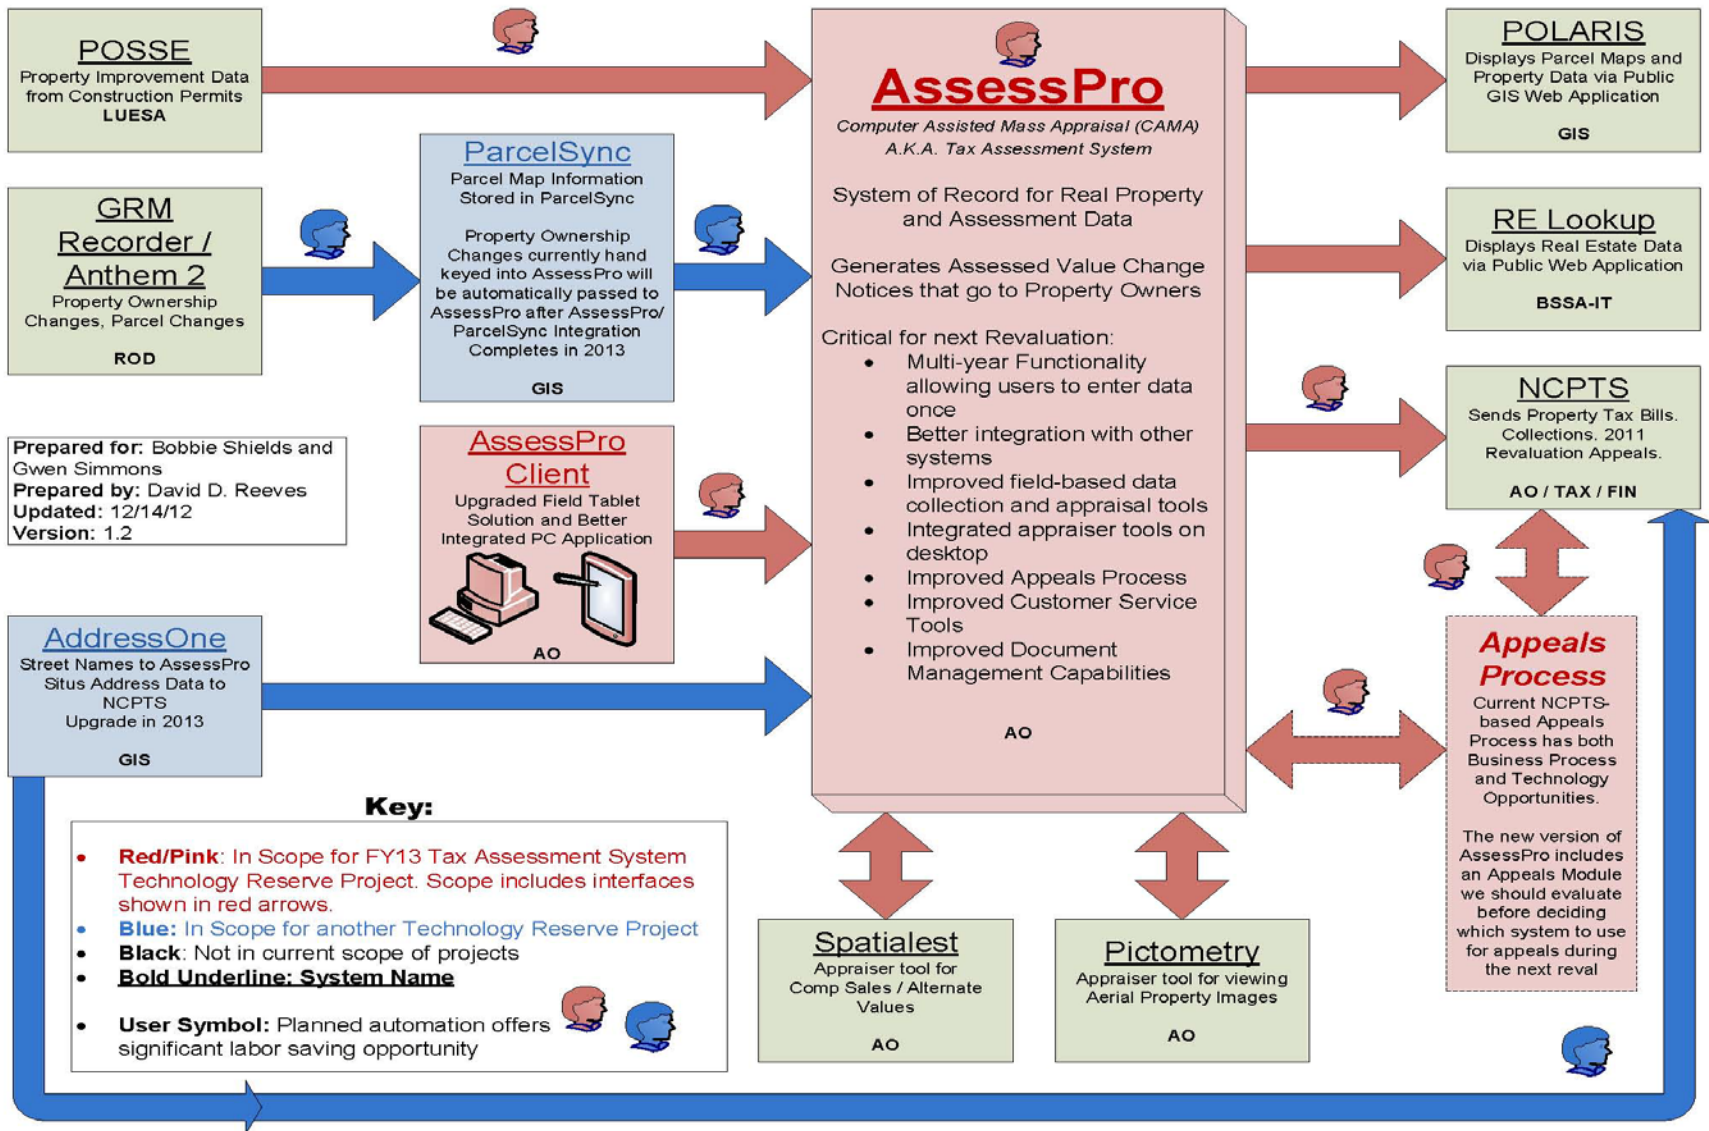 POSSE
Property Improvement Data
from Construction Permits
LUESA
GRM
Recorder /
Anthem 2
Property Ownership
Changes, Parcel Changes
ROD
ParcelSync
Parcel Map Information
Stored in ParcelSync
Property Ownership
Changes currently hand
keyed into AssessPro will
be automatically passed to
AssessPro after AssessPro/
ParcelSync Integration
Completes in 2013
GIS
Prepared for: Bobbie Shields and
Gwen Simmons
Prepared by: David D. Reeves
Updated: 12/14/12
Version: 1.2
AssessPro
Client
Upgraded Field Tablet
Solution and Better
Integrated PC Application
AO
AddressOne
Street Names to AssessPro
Situs Address Data to
NCPTS
Upgrade in 2013
GIS
AssessPro
Computer Assisted Mass Appraisal (CAMA)
A.K.A. Tax Assessment System
System of Record for Real Property
and Assessment Data
Generates Assessed Value Change
Notices that go to Property Owners
Critical for next Revaluation:
• Multi-year Functionality
allowing users to enter data
once
• Better integration with other
systems
• Improved field-based data
collection and appraisal tools
• Integrated appraiser tools on
desktop
• Improved Appeals Process
• Improved Customer Service
Tools
• Improved Document
Management Capabilities
AO
POLARIS
Displays Parcel Maps and
Property Data via Public
GIS Web Application
GIS
RE Lookup
Displays Real Estate Data
via Public Web Application
BSSA-IT
NCPTS
Sends Property Tax Bills.
Collections. 2011
Revaluation Appeals.
AO / TAX / FIN
Appeals
Process
Current NCPTS-
based Appeals
Process has both
Business Process
and Technology
Opportunities.
The new version of
AssessPro includes
an Appeals Module
we should evaluate
before deciding
which system to use
for appeals during
the next reval
Key:
• Red/Pink: In Scope for FY13 Tax Assessment System
Technology Reserve Project. Scope includes interfaces
shown in red arrows.
• Blue: In Scope for another Technology Reserve Project
• Black: Not in current scope of projects
• Bold Underline: System Name
• User Symbol: Planned automation offers
significant labor saving opportunity
Spatialest
Appraiser tool for
Comp Sales / Alternate
Values
AO
Pictometry
Appraiser tool for viewing
Aerial Property Images
AO